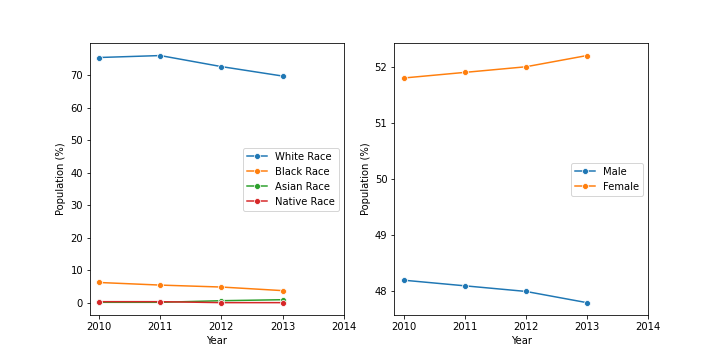 Population (%)
70
60
50
40
30
20
10
0
2010 2011 2012 2013 2014
Year
White Race
Black Race
Asian Race
Native Race
Population (%)
52
51
50
49
48
2010 2011 2012 2013 2014
Year
Male
Female